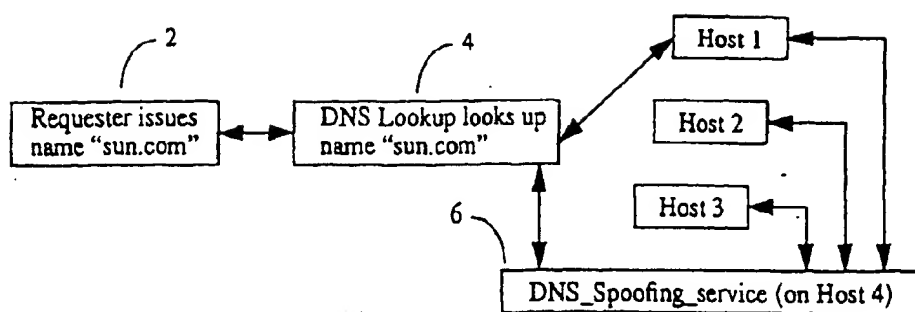 2
4
Host 1
Requester issues
name “sun.com”
DNS Lookup looks up
name “sun.com”
Host 2
Host 3
6
DNS_Spoofing_service (on Host 4)